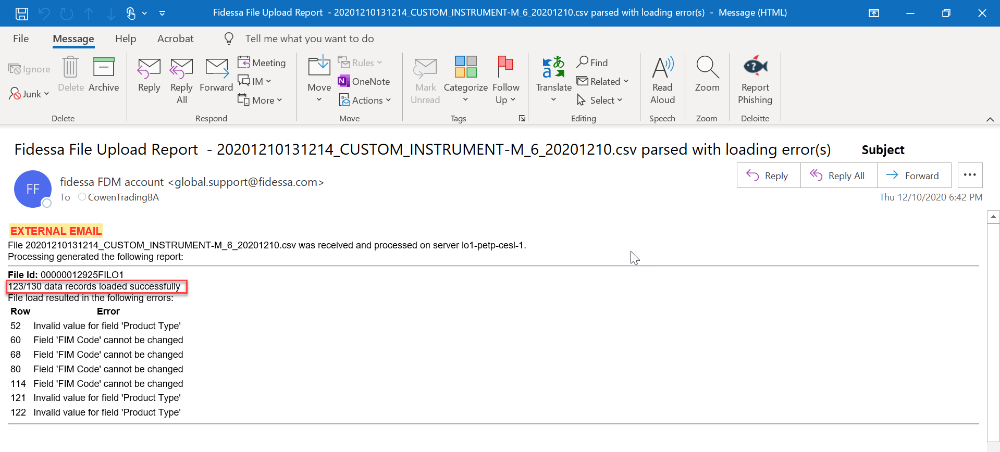 Fidessa File Upload Report - 20201210131214_CUSTOM_INSTRUMENT-M_6_20201210.csv parsed with loading error(s) - Message (HTML)
File Message Help Acrobat Tell me what you want to do
Ignore
Junk
Delete
Archive
Delete
Reply
Reply All
Forward
Meeting
IM
More
Respond
Move
Rules
OneNote
Actions
Move
Mark Unread
Categorize
Follow Up
Tags
Translate
Find
Related
Select
Editing
Read Aloud
Speech
Zoom
Zoom
Report Phishing
Deloitte
Fidessa File Upload Report - 20201210131214_CUSTOM_INSTRUMENT-M_6_20201210.csv parsed with loading error(s) Subject
FF
fidessa FDM account <global.support@fidessa.com>
To CowenTradingBA
Reply Reply All Forward
Thu 12/10/2020 6:42 PM
EXTERNAL EMAIL
File 20201210131214_CUSTOM_INSTRUMENT-M_6_20201210.csv was received and processed on server lo1-petp-cesl-1.
Processing generated the following report:
File Id: 00000012925FILO1
123/130 data records loaded successfully
File load resulted in the following errors:
Row Error
52 Invalid value for field 'Product Type'
60 Field 'FIM Code' cannot be changed
68 Field 'FIM Code' cannot be changed
80 Field 'FIM Code' cannot be changed
114 Field 'FIM Code' cannot be changed
121 Invalid value for field 'Product Type'
122 Invalid value for field 'Product Type'